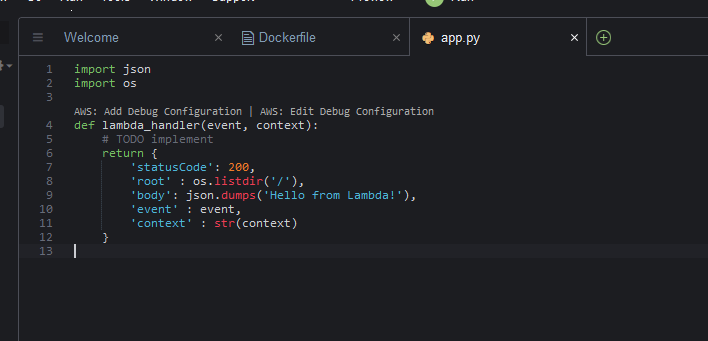 Welcome
Dockerfile
app.py
1 import json
2 import os
3
AWS: Add Debug Configuration | AWS: Edit Debug Configuration
4 def lambda_handler(event, context):
5     # TODO implement
6     return {
7         'statusCode': 200,
8         'root' : os.listdir('/'),
9         'body': json.dumps('Hello from Lambda!'),
10         'event' : event,
11         'context' : str(context)
12     }
13